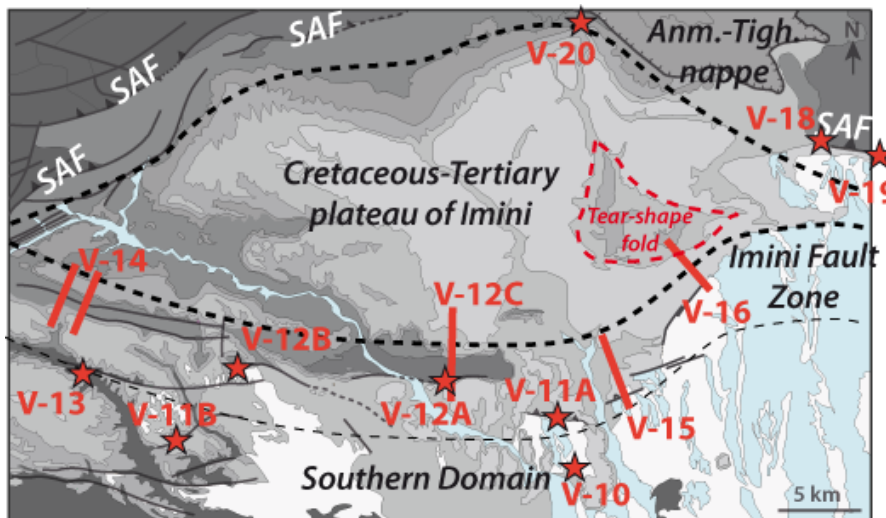 SAF
V-20
Anm.-Tigh.
nappe
N
SAF
V-18
SAF
SAF
V-19
Cretaceous-Tertiary
plateau of Imini
Tear-shape
fold
Imini Fault
Zone
V-14
V-12C
V-16
V-12B
V-13
V-11B
V-12A
V-11A
V-15
Southern Domain
V-10
5 km